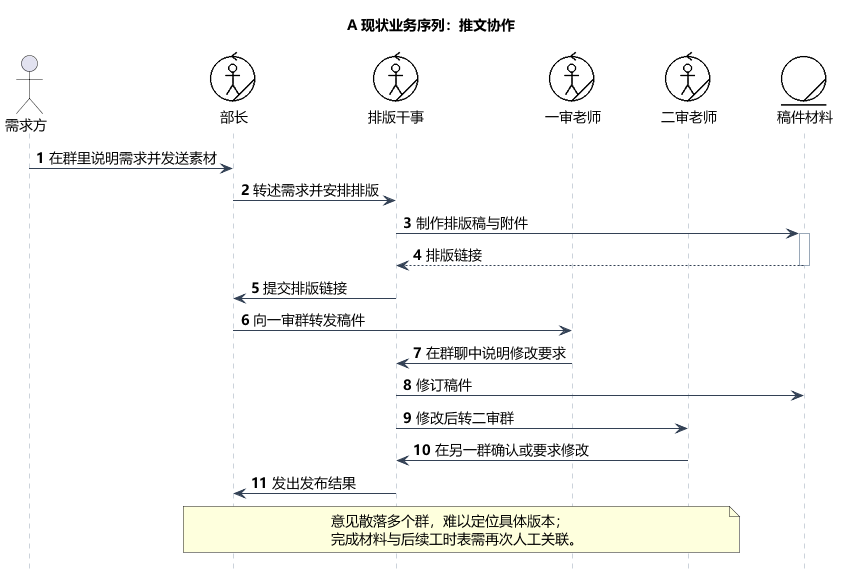 A 现状业务序列：推文协作
需求方
部长
排版干事
一审老师
二审老师
稿件材料
1 在群里说明需求并发送素材
2 转述需求并安排排版
3 制作排版稿与附件
4 排版链接
5 提交排版链接
6 向一审群转发稿件
7 在群聊中说明修改要求
8 修订稿件
9 修改后转二审群
10 在另一群确认或要求修改
11 发出发布结果
意见散落多个群，难以定位具体版本；
完成材料与后续工时表需再次人工关联。